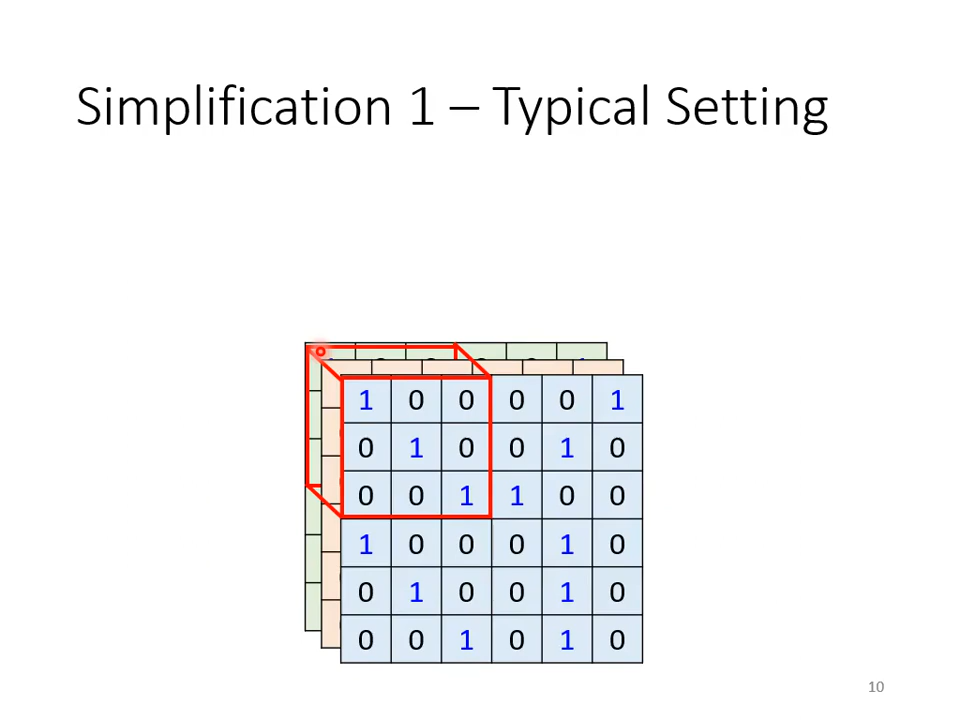 Simplification 1 – Typical Setting
1 0 0 0 0 1
0 1 0 0 1 0
0 0 1 1 0 0
1 0 0 0 1 0
0 1 0 0 1 0
0 0 1 0 1 0
10